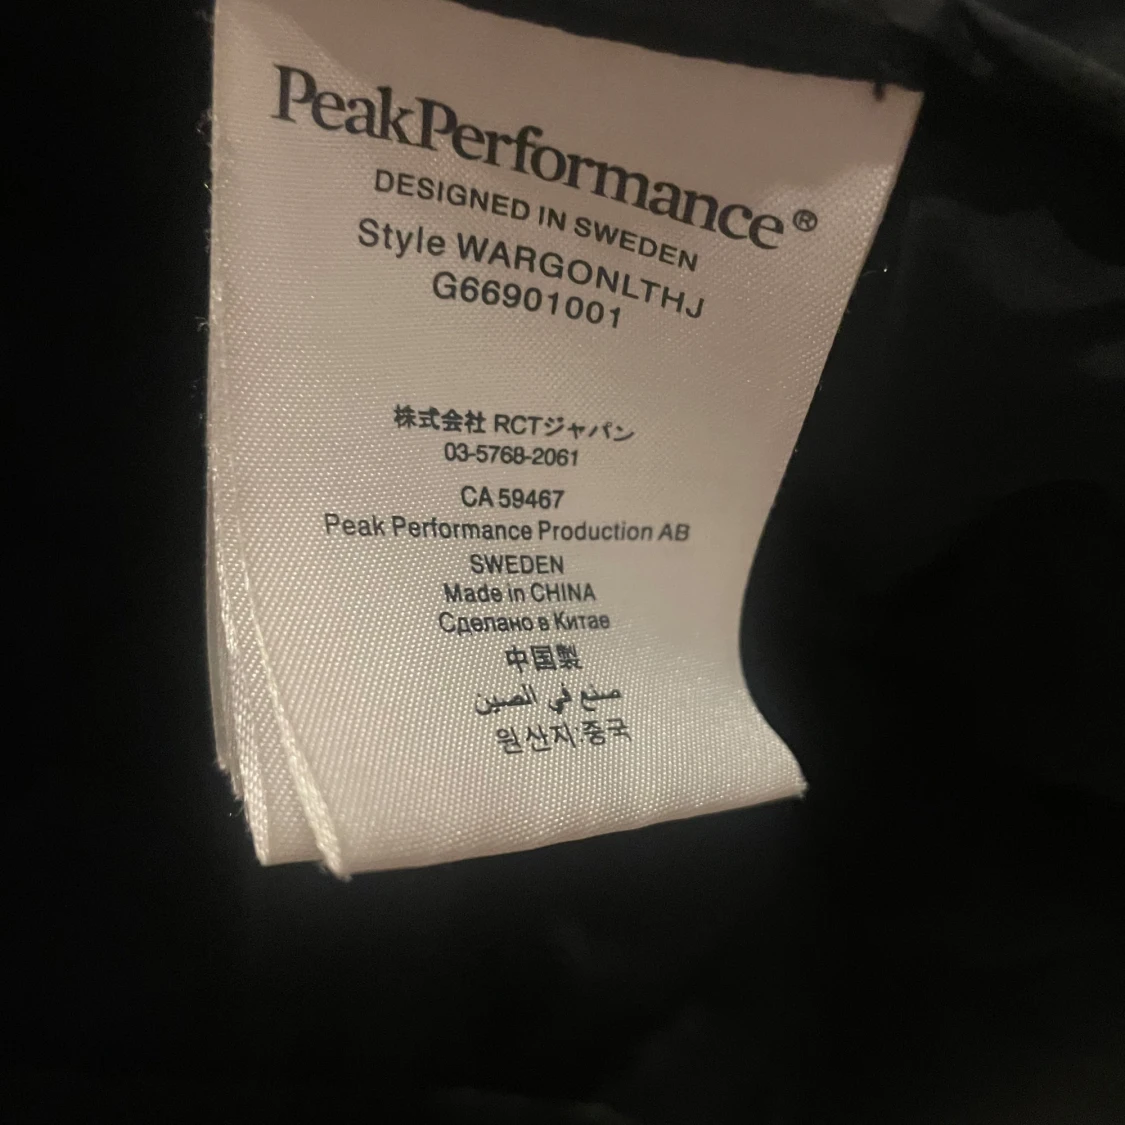 PeakPerformance®
DESIGNED IN SWEDEN
Style WARGONLTHJ
G66901001
株式会社 RCTジャパン
03-5768-2061
CA 59467
Peak Performance Production AB
SWEDEN
Made in CHINA
Сделано в Китае
中国製
صنع في الصين
원산지:중국